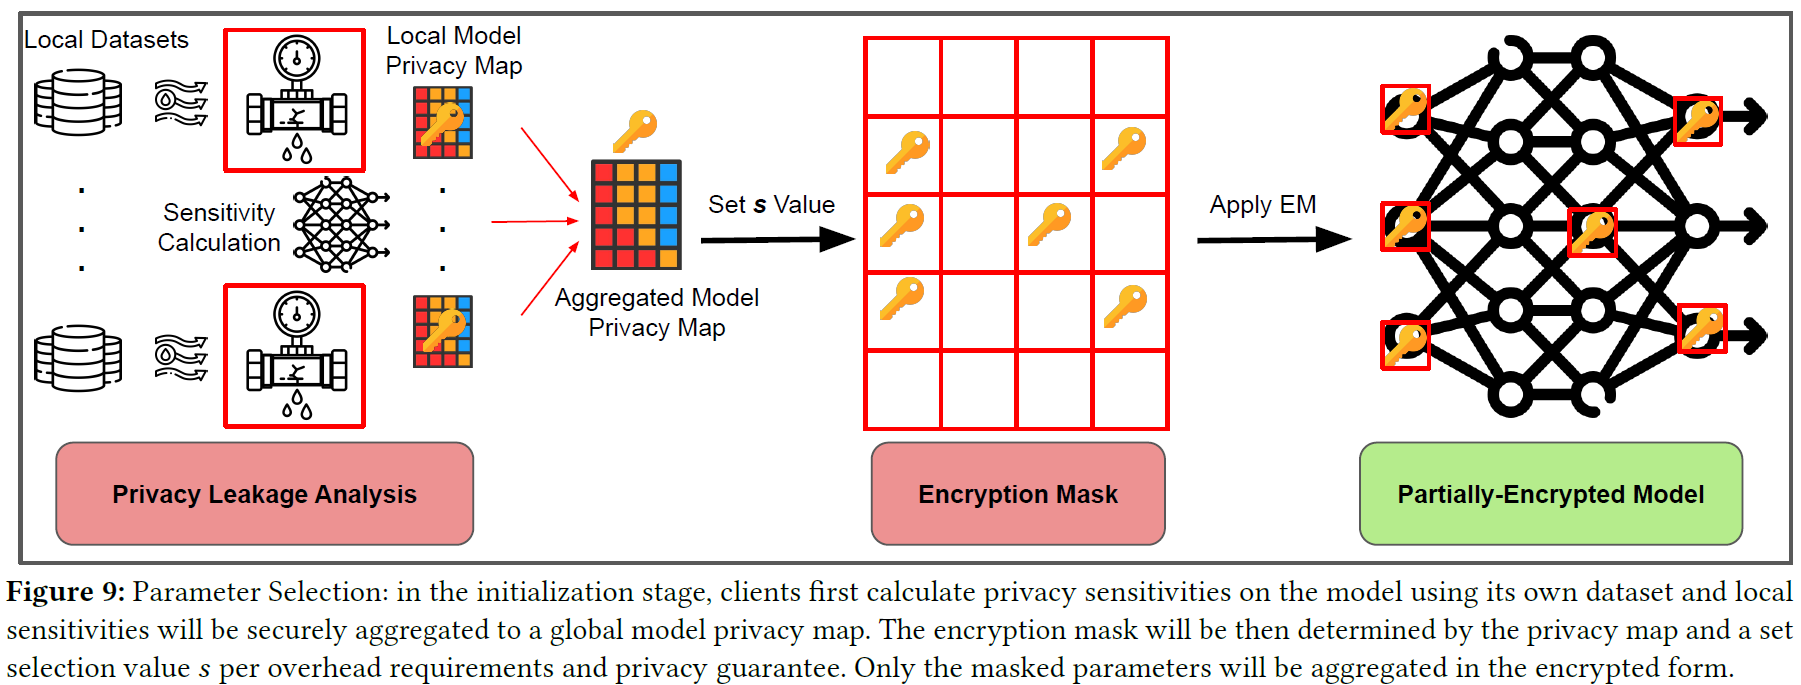 Local Datasets
Local Model
Privacy Map
Sensitivity
Calculation
Aggregated Model
Privacy Map
Set s Value
Apply EM
Privacy Leakage Analysis
Encryption Mask
Partially-Encrypted Model
Figure 9: Parameter Selection: in the initialization stage, clients first calculate privacy sensitivities on the model using its own dataset and local
sensitivities will be securely aggregated to a global model privacy map. The encryption mask will be then determined by the privacy map and a set
selection value s per overhead requirements and privacy guarantee. Only the masked parameters will be aggregated in the encrypted form.